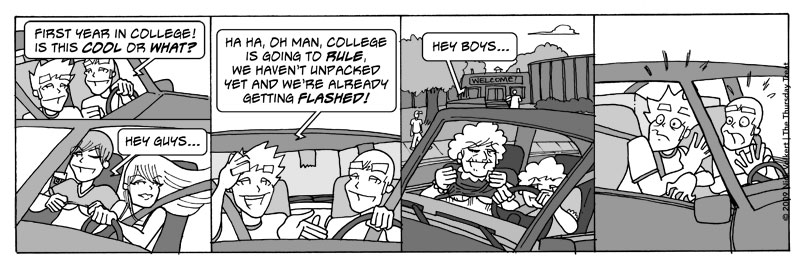 FIRST YEAR IN COLLEGE!
IS THIS COOL OR WHAT?
HEY GUYS...
HA HA, OH MAN, COLLEGE
IS GOING TO RULE,
WE HAVEN'T UNPACKED
YET AND WE'RE ALREADY
GETTING FLASHED!
HEY BOYS...
WELCOME!
© 2009 | The Thursday Treat